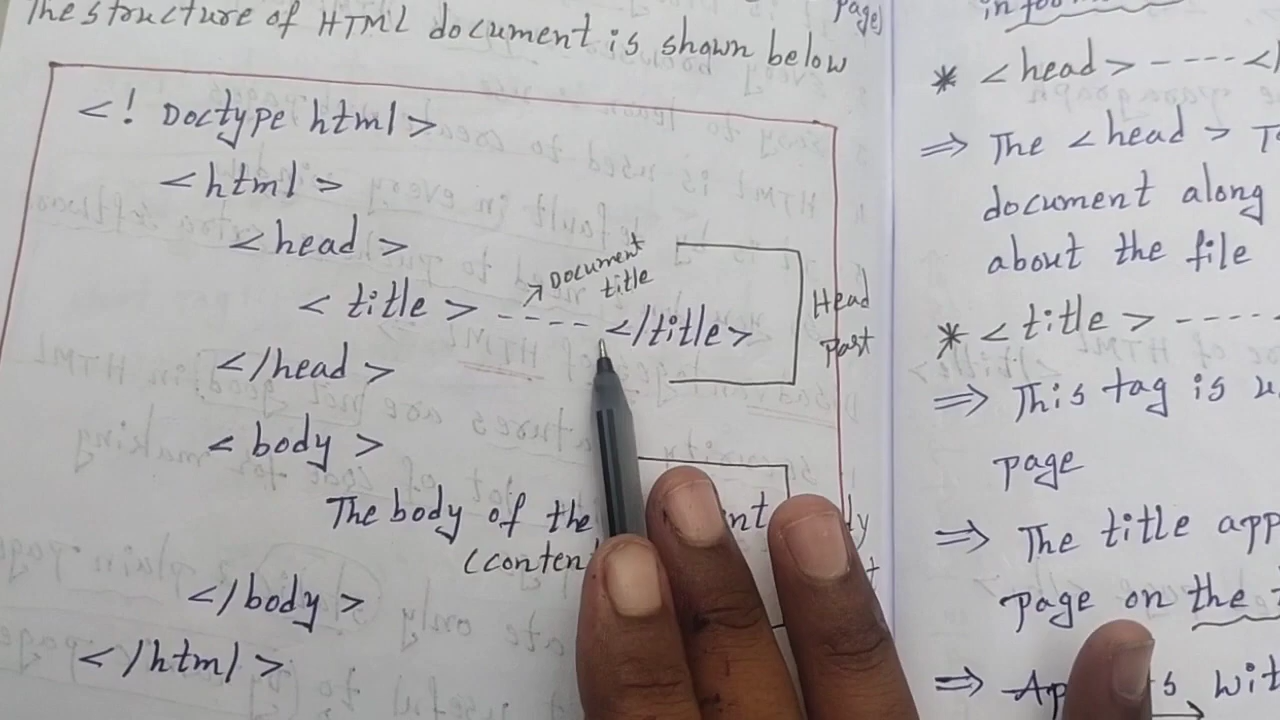 The structure of HTML document is shown below
<! Doctype html>
<html>
<head>
Document title
<title> ---- </title>
Head part
</head>
<body>
The body of the
(conten
</body>
</html>
page)
* <head> ---- </
⇒ The <head>
document along
about the file
* <title> ----
⇒ This tag is u
page
⇒ The title app
page on the
⇒ wit